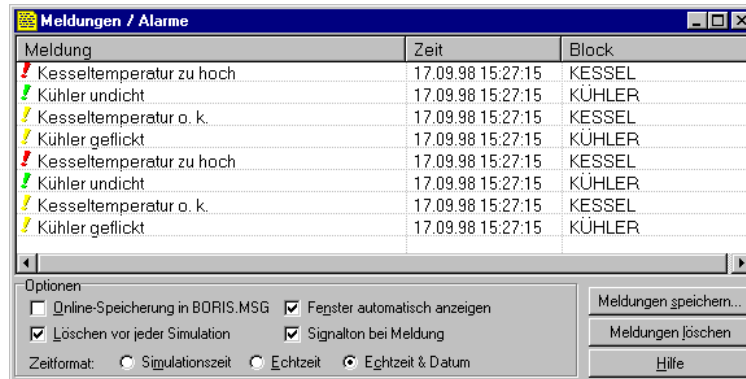 Meldungen / Alarme
Meldung Zeit Block
Kesseltemperatur zu hoch 17.09.98 15:27:15 KESSEL
Kühler undicht 17.09.98 15:27:15 KÜHLER
Kesseltemperatur o. k. 17.09.98 15:27:15 KESSEL
Kühler geflickt 17.09.98 15:27:15 KÜHLER
Kesseltemperatur zu hoch 17.09.98 15:27:15 KESSEL
Kühler undicht 17.09.98 15:27:15 KÜHLER
Kesseltemperatur o. k. 17.09.98 15:27:15 KESSEL
Kühler geflickt 17.09.98 15:27:15 KÜHLER
Optionen
Online-Speicherung in BORIS.MSG Fenster automatisch anzeigen
Löschen vor jeder Simulation Signalton bei Meldung
Zeitformat: Simulationszeit Echtzeit Echtzeit & Datum
Meldungen speichern...
Meldungen löschen
Hilfe